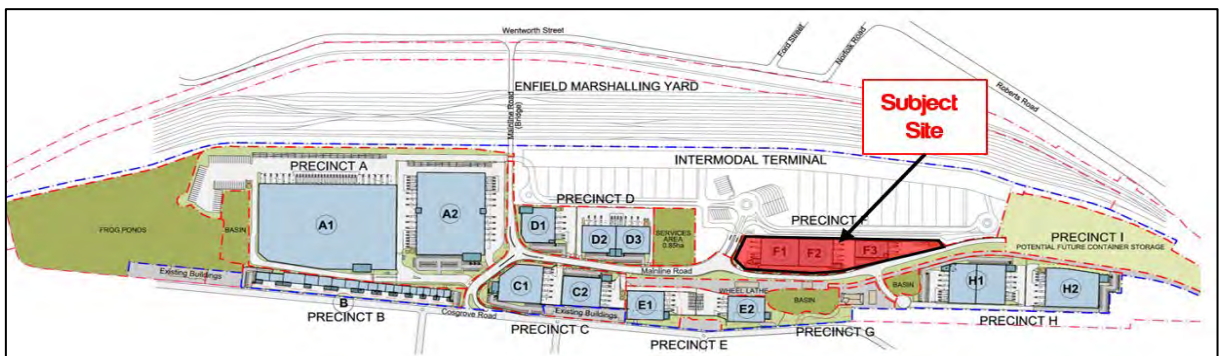 Wentworth Street
Ford Street
Norfolk Road
Roberts Road
Mainline Road
(Bridge)
ENFIELD MARSHALLING YARD
Subject
Site
PRECINCT A
INTERMODAL TERMINAL
PRECINCT D
PRECINCT F
PRECINCT I
POTENTIAL FUTURE CONTAINER STORAGE
FROG PONDS
BASIN
A1
A2
D1
D2
D3
SERVICES
AREA
0.85ha
F1
F2
F3
Mainline Road
Existing Buildings
B
C1
C2
E1
E2
WHEEL LATHE
BASIN
BASIN
H1
H2
PRECINCT B
Cosgrove Road
Existing Buildings
PRECINCT C
PRECINCT E
PRECINCT G
PRECINCT H